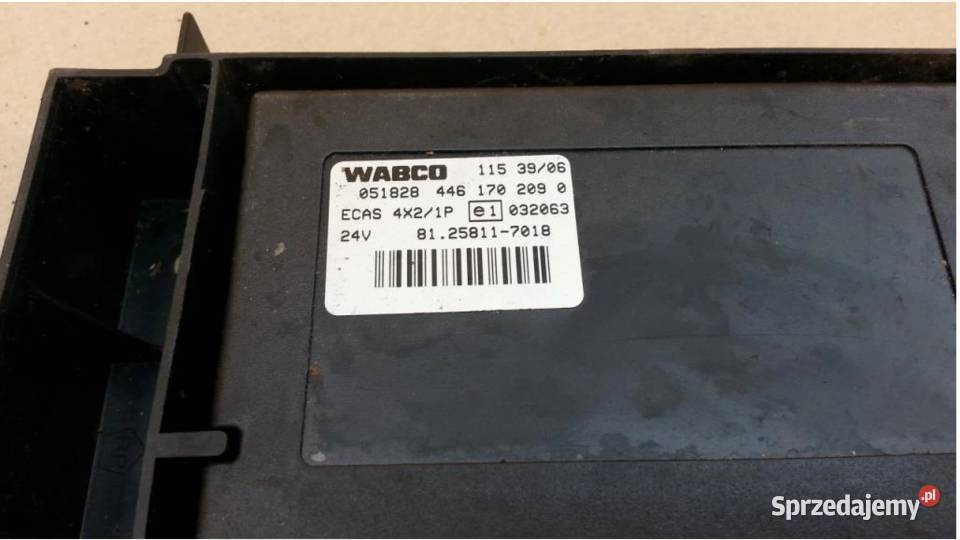 WABCO 115 39/06
051828 446 170 209 0
ECAS 4X2/1P e1 032063
24V 81.25811-7018
Sprzedajemy.pl